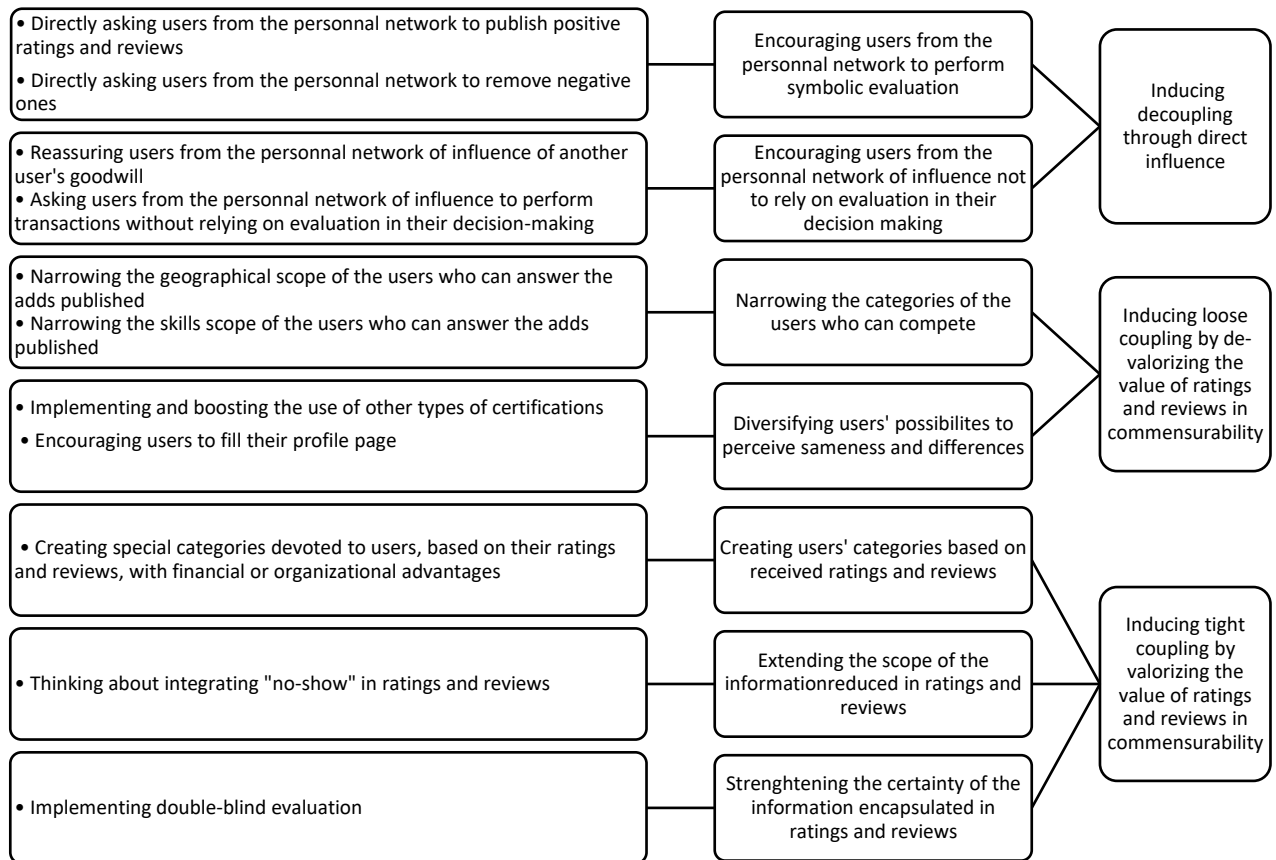 • Directly asking users from the personnal network to publish positive
ratings and reviews
• Directly asking users from the personnal network to remove negative
ones
Encouraging users from the
personnal network to perform
symbolic evaluation
Inducing
decoupling
through direct
influence
• Reassuring users from the personnal network of influence of another
user's goodwill
• Asking users from the personnal network of influence to perform
transactions without relying on evaluation in their decision-making
Encouraging users from the
personnal network of influence not
to rely on evaluation in their
decision making
• Narrowing the geographical scope of the users who can answer the
adds published
• Narrowing the skills scope of the users who can answer the adds
published
Narrowing the categories of the
users who can compete
Inducing loose
coupling by de-
valorizing the
value of ratings
and reviews in
commensurability
• Implementing and boosting the use of other types of certifications
• Encouraging users to fill their profile page
Diversifying users' possibilites to
perceive sameness and differences
• Creating special categories devoted to users, based on their ratings
and reviews, with financial or organizational advantages
Creating users' categories based on
received ratings and reviews
Inducing tight
coupling by
valorizing the
value of ratings
and reviews in
commensurability
• Thinking about integrating "no-show" in ratings and reviews
Extending the scope of the
informationreduced in ratings and
reviews
• Implementing double-blind evaluation
Strenghtening the certainty of the
information encapsulated in
ratings and reviews